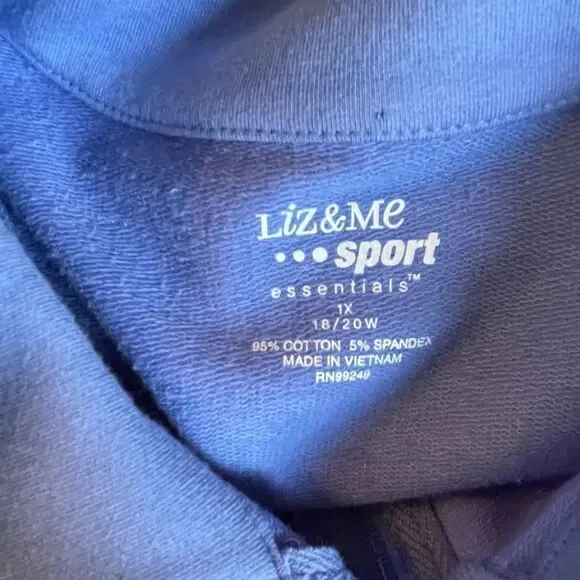 Liz&Me
•••sport
essentials™
1X
18/20W
95% COTTON 5% SPANDEX
MADE IN VIETNAM
RN99249